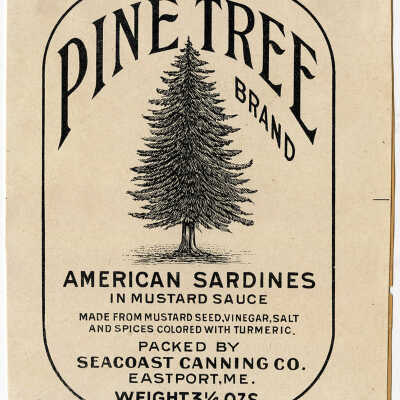 PINE TREE
BRAND
AMERICAN SARDINES
IN MUSTARD SAUCE
MADE FROM MUSTARD SEED, VINEGAR, SALT
AND SPICES COLORED WITH TURMERIC.
PACKED BY
SEACOAST CANNING CO.
EASTPORT, ME.
WEIGHT 3¼ OZS